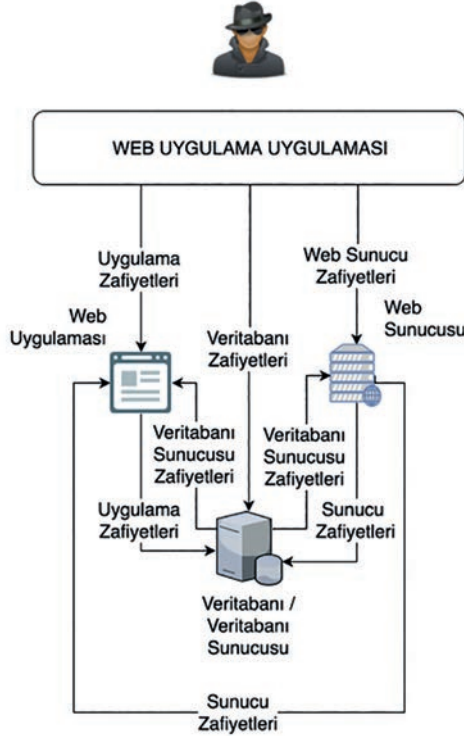 WEB UYGULAMA UYGULAMASI
Uygulama
Zafiyetleri
Web Sunucu
Zafiyetleri
Web
Uygulaması
Veritabanı
Zafiyetleri
Web
Sunucusu
Veritabanı
Sunucusu
Zafiyetleri
Veritabanı
Sunucusu
Zafiyetleri
Uygulama
Zafiyetleri
Sunucu
Zafiyetleri
Veritabanı /
Veritabanı
Sunucusu
Sunucu
Zafiyetleri